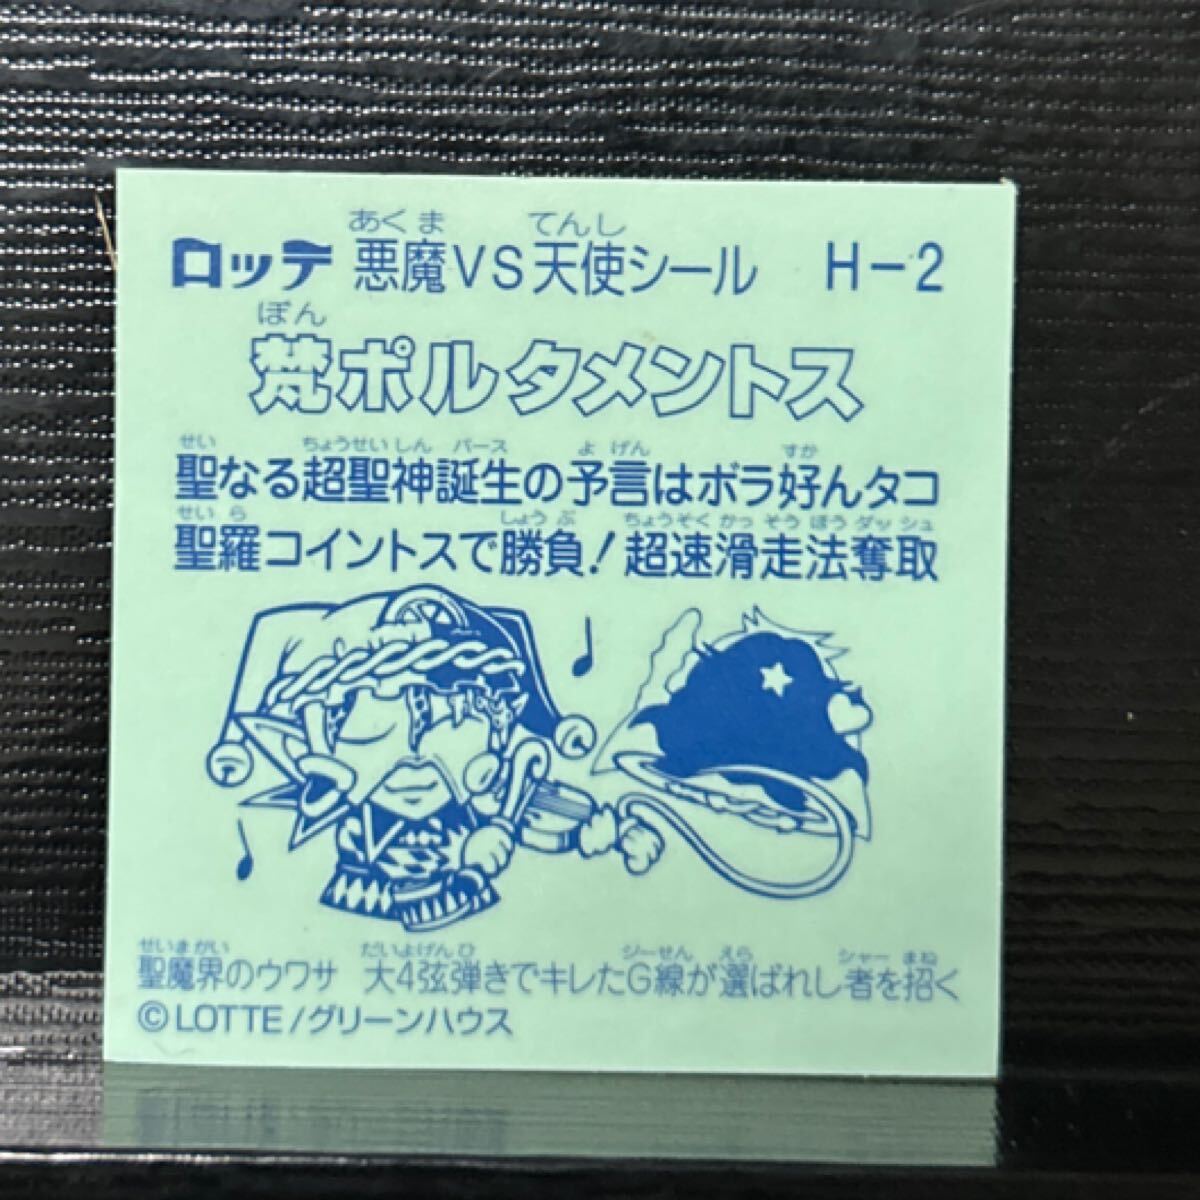 あくま てんし
ロッテ 悪魔VS天使シール H-2
ぼん
梵ポルタメントス
せい ちょうせいしん バース よ げん すか
聖なる超聖神誕生の予言はボラ好んタコ
せい ら しょう ぶ ちょうそく かっ そう ほう ダッ シュ
聖羅コイントスで勝負!超速滑走法奪取
せいまかい だいよげんひ ジーせん えら シャー まね
聖魔界のウワサ 大4弦弾きでキレたG線が選ばれし者を招く
©LOTTE/グリーンハウス